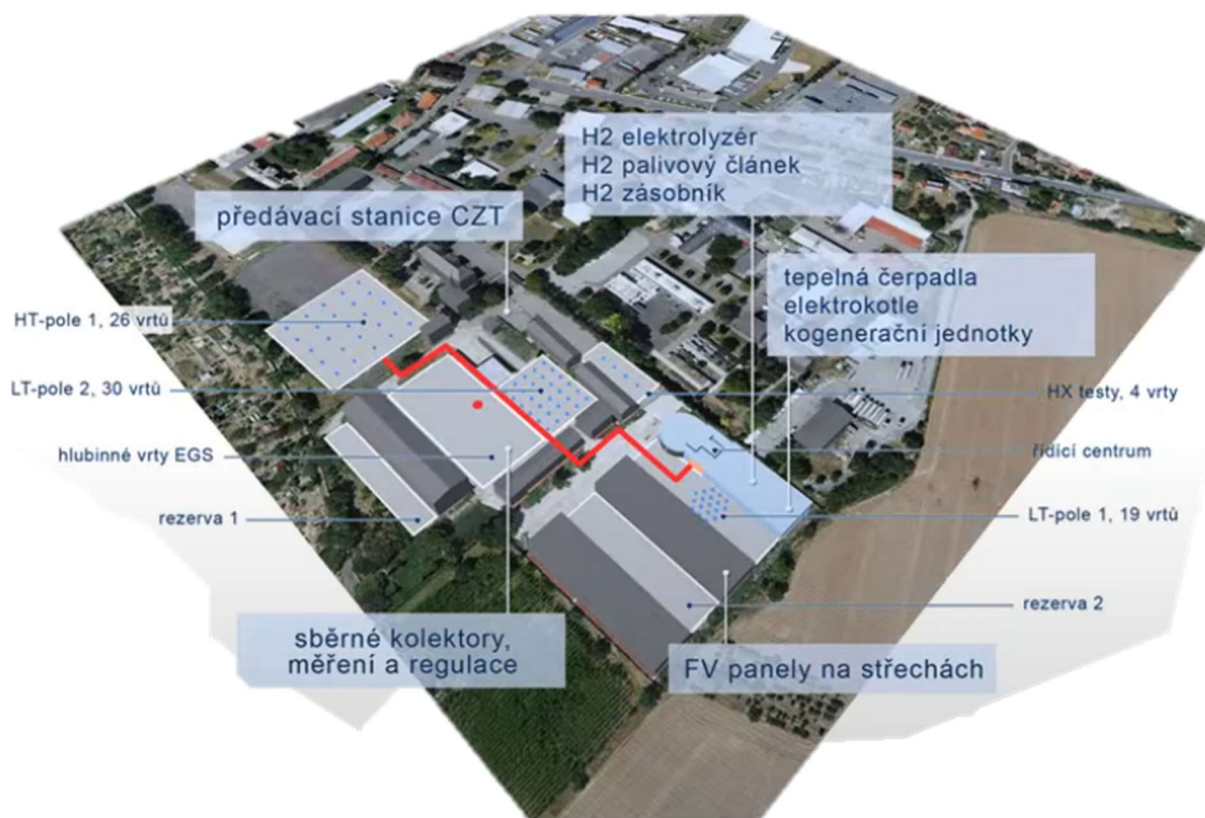 H2 elektrolyzér
H2 palivový článek
H2 zásobník
předávací stanice CZT
tepelná čerpadla
elektrokotle
kogenerační jednotky
HT-pole 1, 26 vrtů
LT-pole 2, 30 vrtů
HX testy, 4 vrty
hlubinné vrty EGS
řídící centrum
rezerva 1
LT-pole 1, 19 vrtů
rezerva 2
sběrné kolektory,
měření a regulace
FV panely na střechách